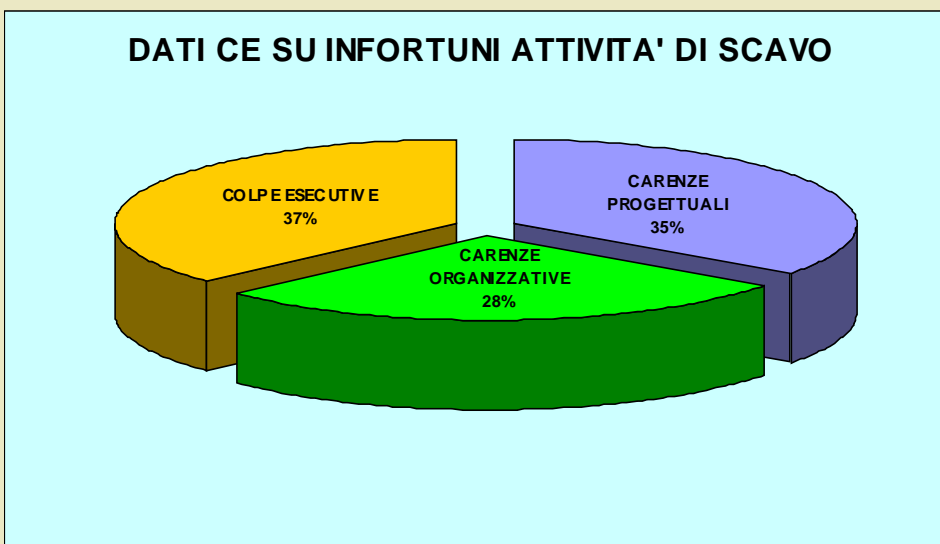 DATI CE SU INFORTUNI ATTIVITA' DI SCAVO
COLPE ESECUTIVE
37%
CARENZE
PROGETTUALI
35%
CARENZE
ORGANIZZATIVE
28%